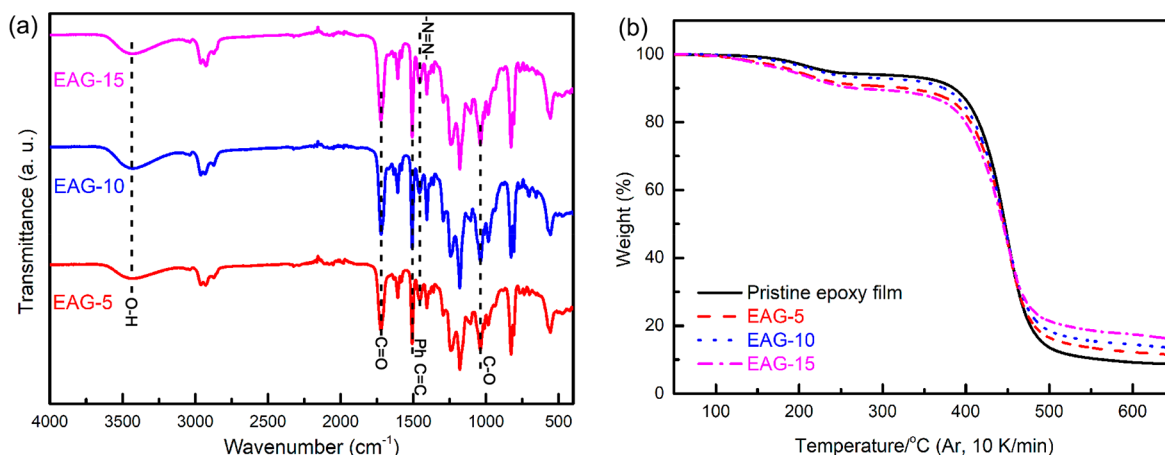 (a)
-N=N-
EAG-15
EAG-10
EAG-5
O-H
C=O
Ph C=C
C-O
Transmittance (a. u.)
4000 3500 3000 2500 2000 1500 1000 500
Wavenumber (cm⁻¹)
(b)
100
80
60
40
20
0
Weight (%)
Pristine epoxy film
EAG-5
EAG-10
EAG-15
100 200 300 400 500 600
Temperature/°C (Ar, 10 K/min)